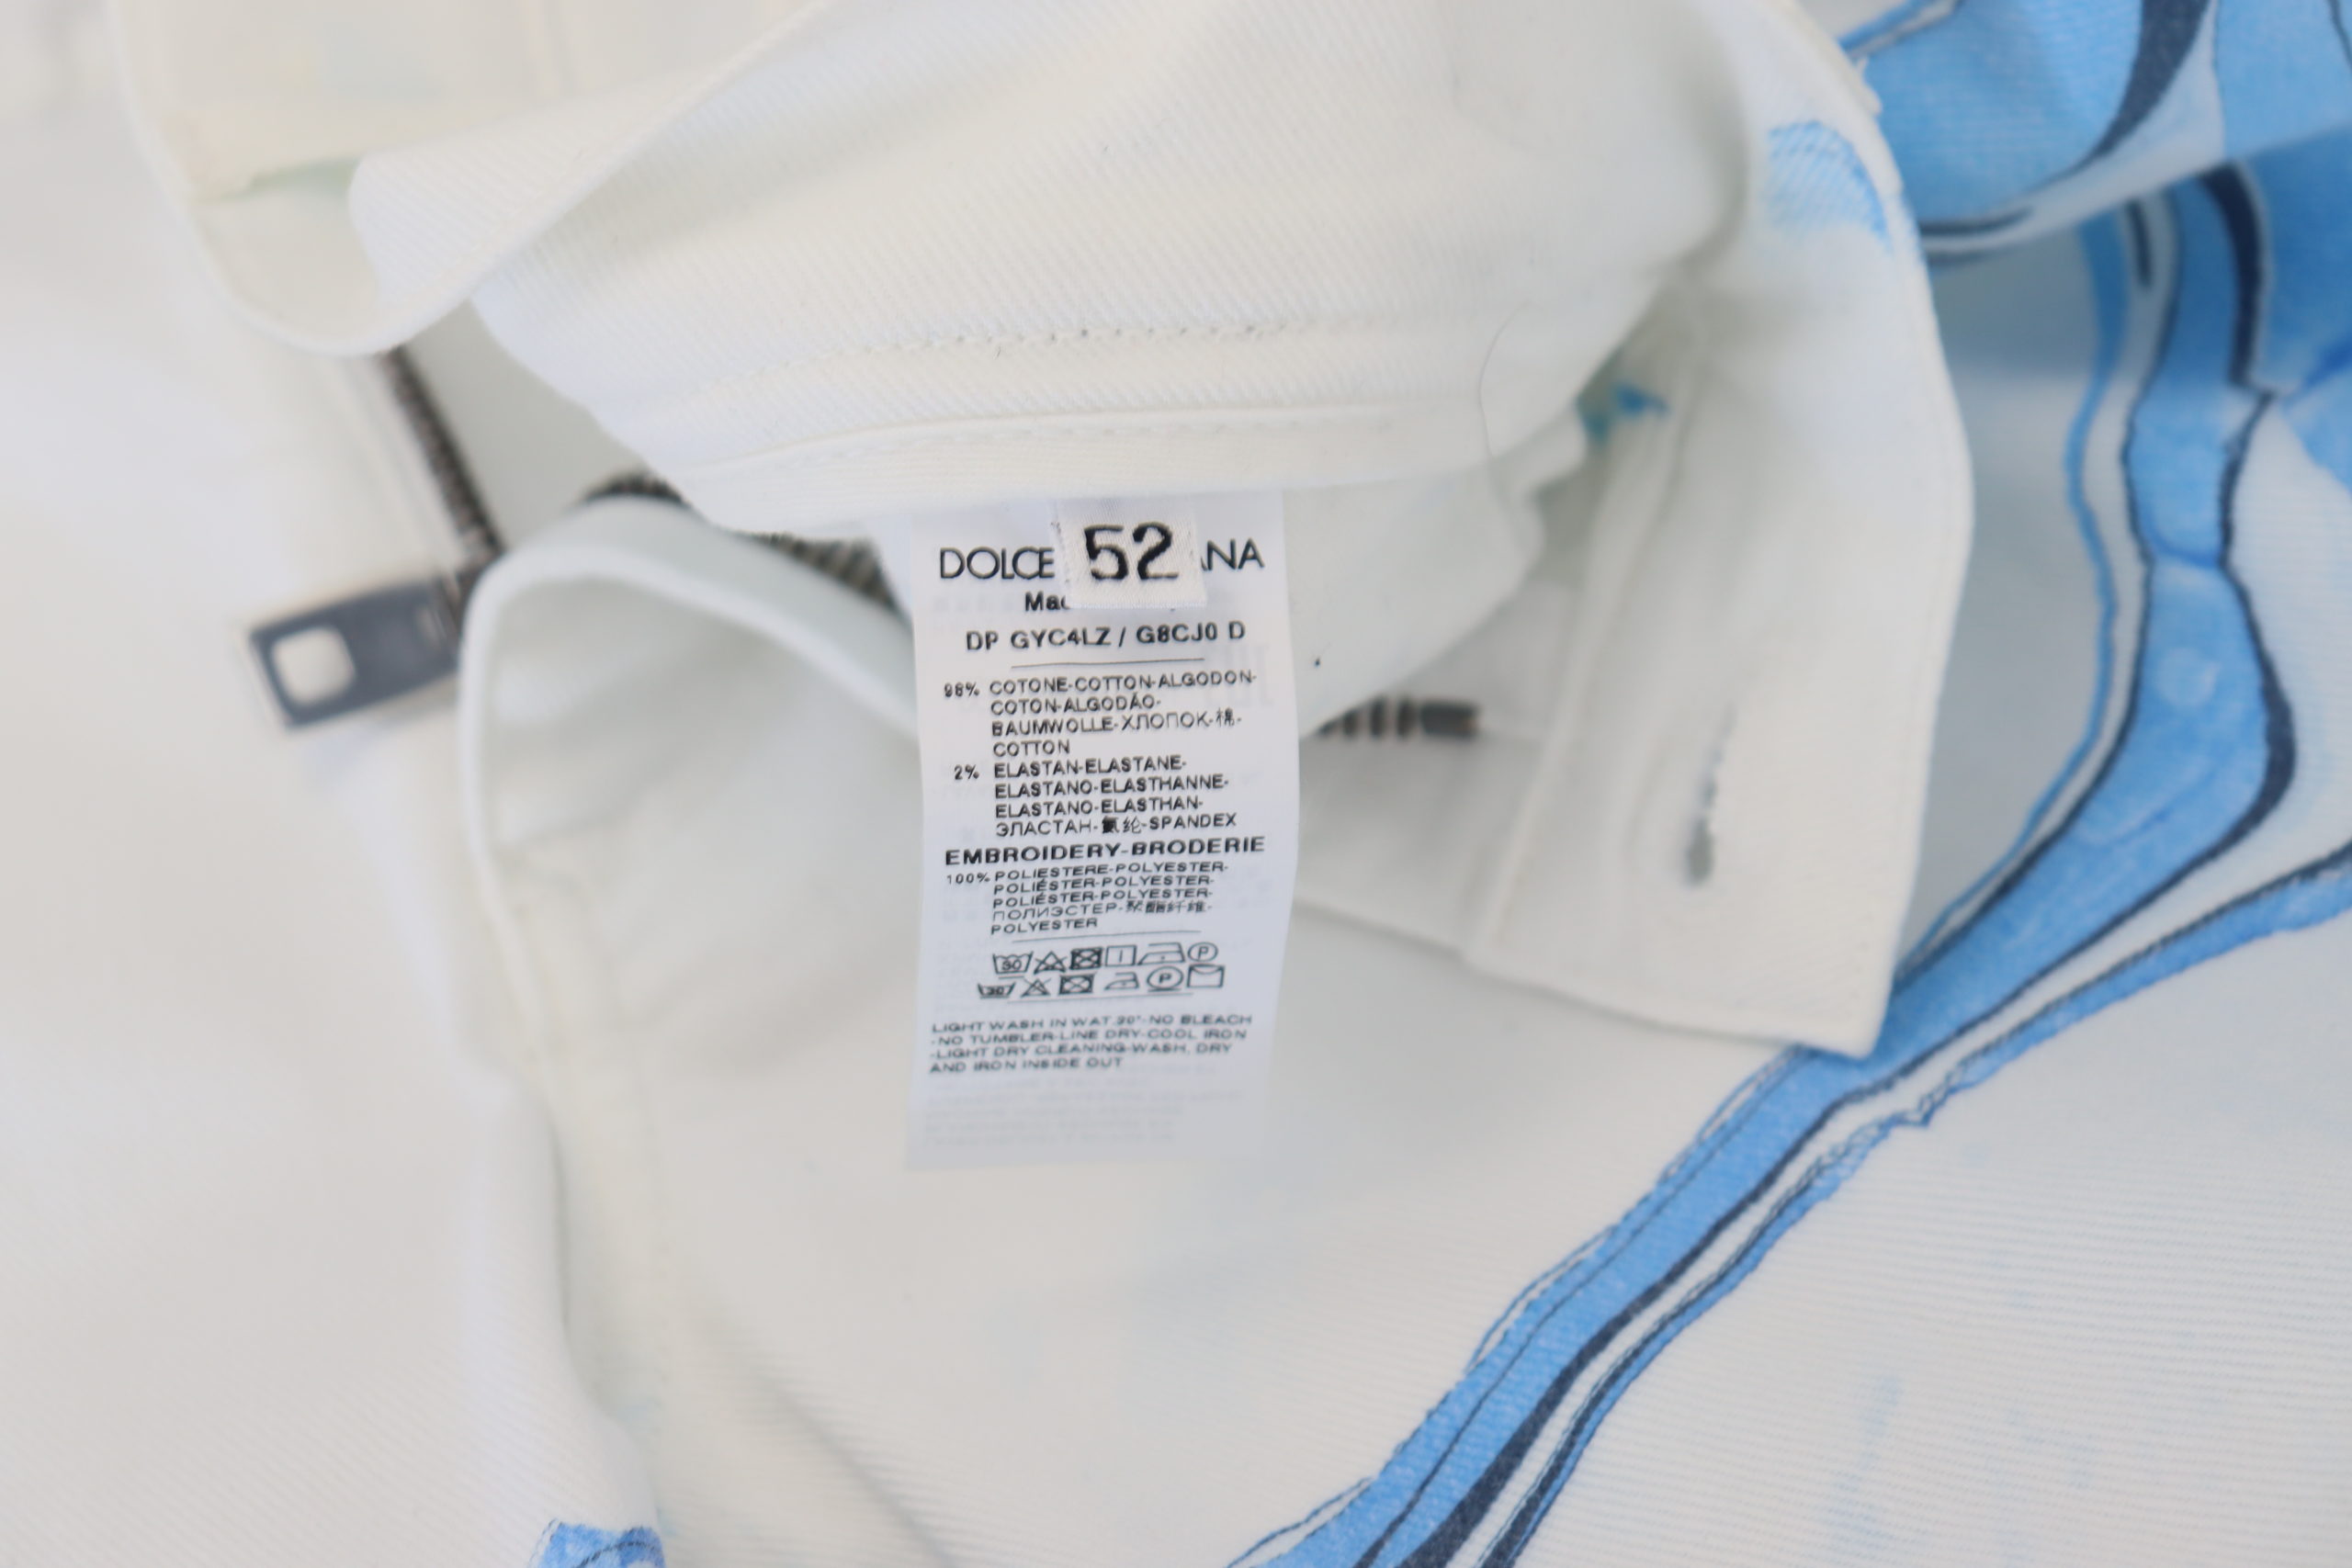 DOLCE
52
DP GYC4LZ / G8CJ0 D
98% COTONE-COTTON-ALGODON-
COTON-ALGODÃO-
BAUMWOLLE-ХЛОПОК-棉-
COTTON
2% ELASTAN-ELASTANE-
ELASTANO-ELASTHANNE-
ELASTANO-ELASTHAN-
ЭЛАСТАН-氨纶-SPANDEX
EMBROIDERY-BRODERIE
100% POLIESTERE-POLYESTER-
POLIÉSTER-POLYESTER-
POLIÉSTER-POLYESTER-
ПОЛИЭСТЕР-聚酯纤维-
POLYESTER
30 P
30 P
LIGHT WASH IN WAT.30°-NO BLEACH
-NO TUMBLER-LINE DRY-COOL IRON
-LIGHT DRY CLEANING-WASH, DRY
AND IRON INSIDE OUT